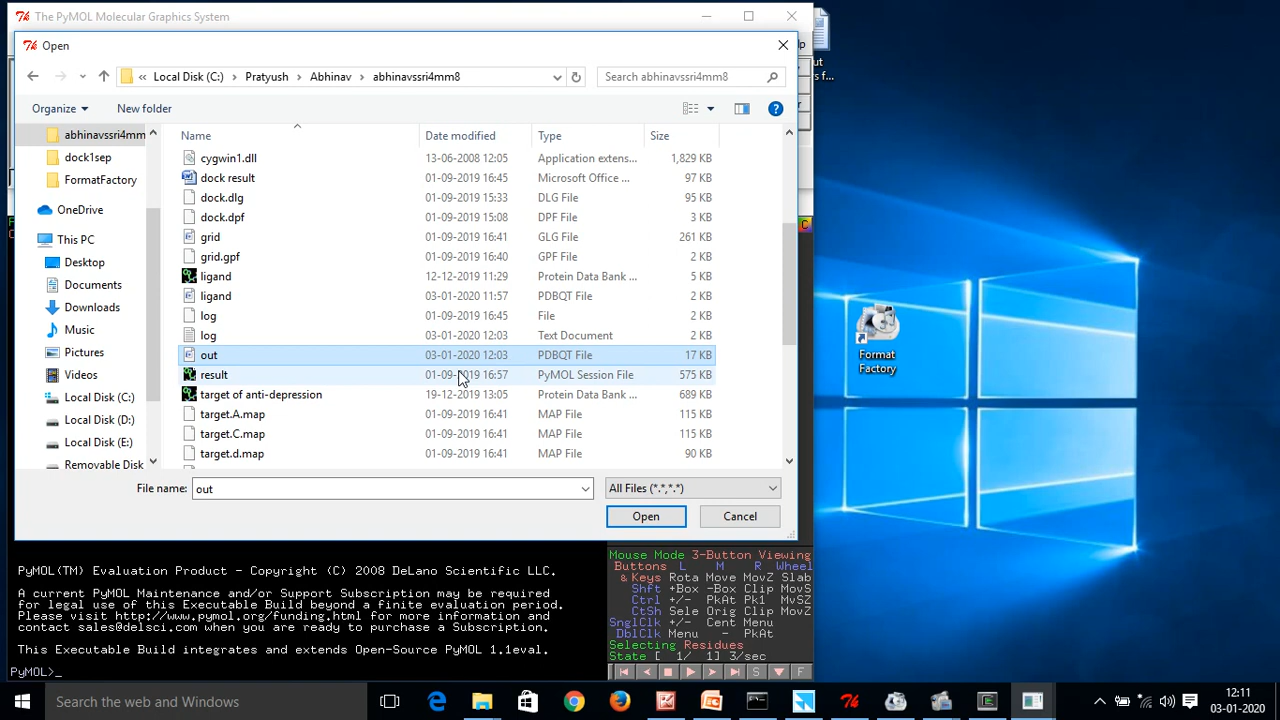 The PyMOL Molecular Graphics System
Open
« Local Disk (C:) Pratyush Abhinav abhinavssri4mm8
Search abhinavssri4mm8
Organize New folder
Name Date modified Type Size
abhinavssri4mm
dock1sep
FormatFactory
OneDrive
This PC
Desktop
Documents
Downloads
Music
Pictures
Videos
Local Disk (C:)
Local Disk (D:)
Local Disk (E:)
Removable Disk
cygwin1.dll 13-06-2008 12:05 Application extens... 1,829 KB
dock result 01-09-2019 16:45 Microsoft Office ... 97 KB
dock.dlg 01-09-2019 15:33 DLG File 95 KB
dock.dpf 01-09-2019 15:08 DPF File 3 KB
grid 01-09-2019 16:41 GLG File 261 KB
grid.gpf 01-09-2019 16:40 GPF File 2 KB
ligand 12-12-2019 11:29 Protein Data Bank ... 5 KB
ligand 03-01-2020 11:57 PDBQT File 2 KB
log 01-09-2019 16:45 File 2 KB
log 03-01-2020 12:03 Text Document 2 KB
out 03-01-2020 12:03 PDBQT File 17 KB
result 01-09-2019 16:57 PyMOL Session File 575 KB
target of anti-depression 19-12-2019 13:05 Protein Data Bank ... 689 KB
target.A.map 01-09-2019 16:41 MAP File 115 KB
target.C.map 01-09-2019 16:41 MAP File 115 KB
target.d.map 01-09-2019 16:41 MAP File 90 KB
File name: out All Files (*.*,*.*)
Open Cancel
PyMOL(TM) Evaluation Product - Copyright (C) 2008 DeLano Scientific LLC.
A current PyMOL Maintenance and/or Support Subscription may be required
for legal use of this Executable Build beyond a finite evaluation period.
Please visit http://www.pymol.org/funding.html for more information and
contact sales@delsci.com when you are ready to purchase a Subscription.
This Executable Build integrates and extends Open-Source PyMOL 1.1eval.
PyMOL>_
Mouse Mode 3-Button Viewing
Buttons L M R Wheel
& Keys Rota Move MovZ Slab
Shft +Box -Box Clip MovS
Ctrl +/- PkAt Pk1 MvSZ
CtSh Sele Orig Clip MovZ
SnglClk +/- Cent Menu
DblClk Menu - PkAt
Selecting Residues
State [ 1/ 1] 3/sec
S F
C
Format
Factory
Search the web and Windows
12:11
03-01-2020